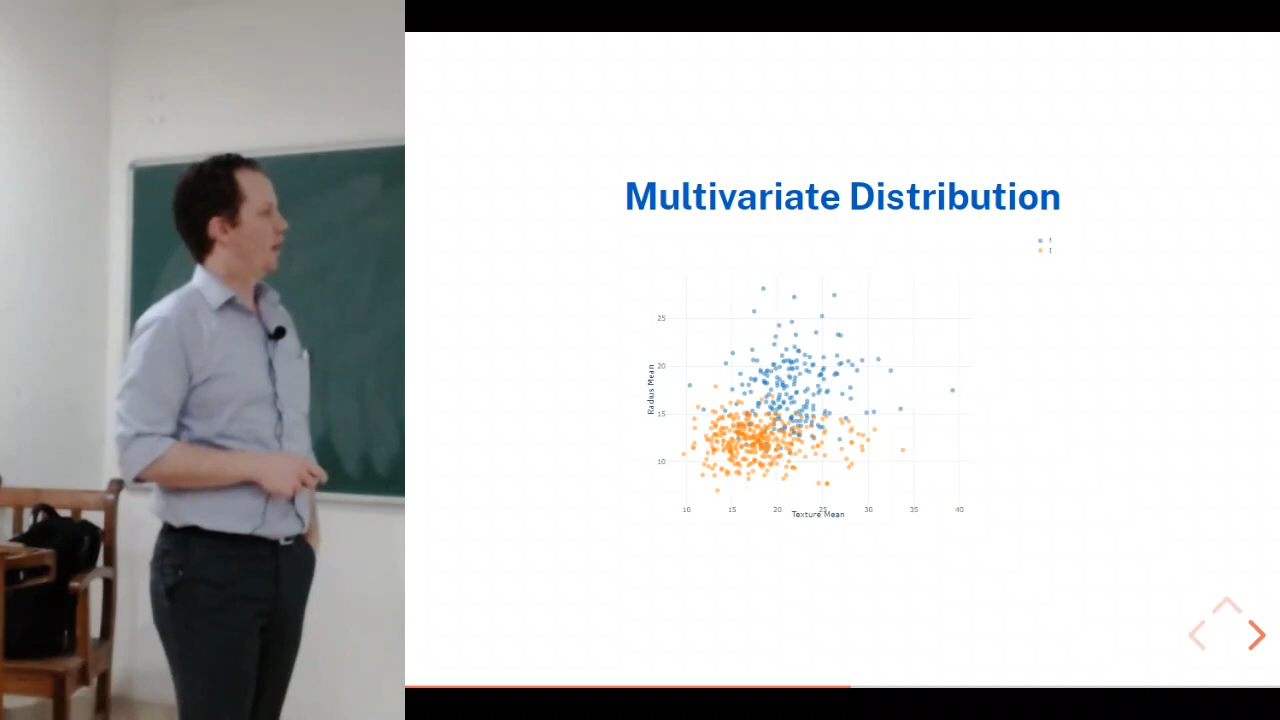 Multivariate Distribution
25
20
15
10
Radius Mean
10 15 20 25 30 35 40
Texture Mean